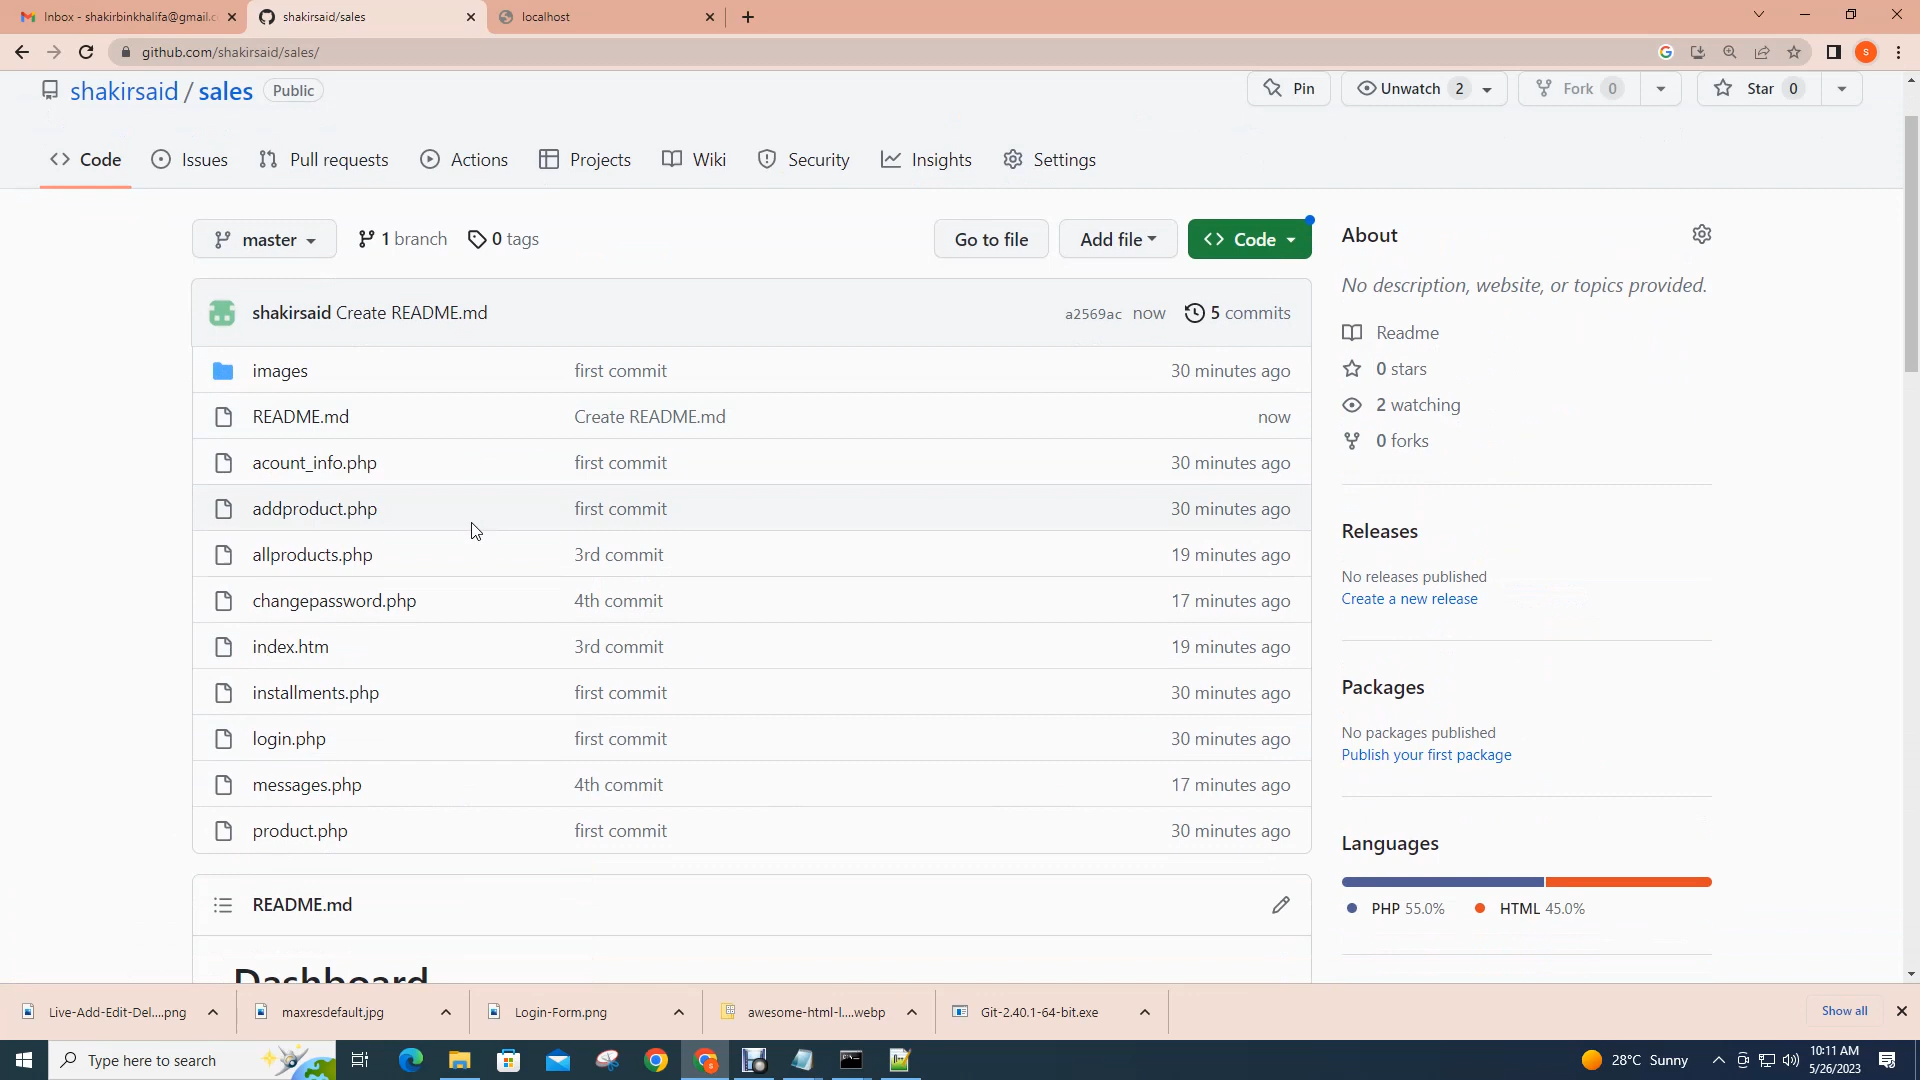 Inbox - shakirbinkhalifa@gmail.c
shakirsaid/sales
localhost
github.com/shakirsaid/sales/
S
shakirsaid / sales Public
Pin
Unwatch 2
Fork 0
Star 0
Code
Issues
Pull requests
Actions
Projects
Wiki
Security
Insights
Settings
master
1 branch
0 tags
Go to file
Add file
Code
shakirsaid Create README.md a2569ac now 5 commits
images first commit 30 minutes ago
README.md Create README.md now
acount_info.php first commit 30 minutes ago
addproduct.php first commit 30 minutes ago
allproducts.php 3rd commit 19 minutes ago
changepassword.php 4th commit 17 minutes ago
index.htm 3rd commit 19 minutes ago
installments.php first commit 30 minutes ago
login.php first commit 30 minutes ago
messages.php 4th commit 17 minutes ago
product.php first commit 30 minutes ago
README.md
Dashboard
About
No description, website, or topics provided.
Readme
0 stars
2 watching
0 forks
Releases
No releases published
Create a new release
Packages
No packages published
Publish your first package
Languages
PHP 55.0% HTML 45.0%
Live-Add-Edit-Del....png
maxresdefault.jpg
Login-Form.png
awesome-html-l....webp
Git-2.40.1-64-bit.exe
Show all
Type here to search
28°C Sunny
10:11 AM
5/26/2023